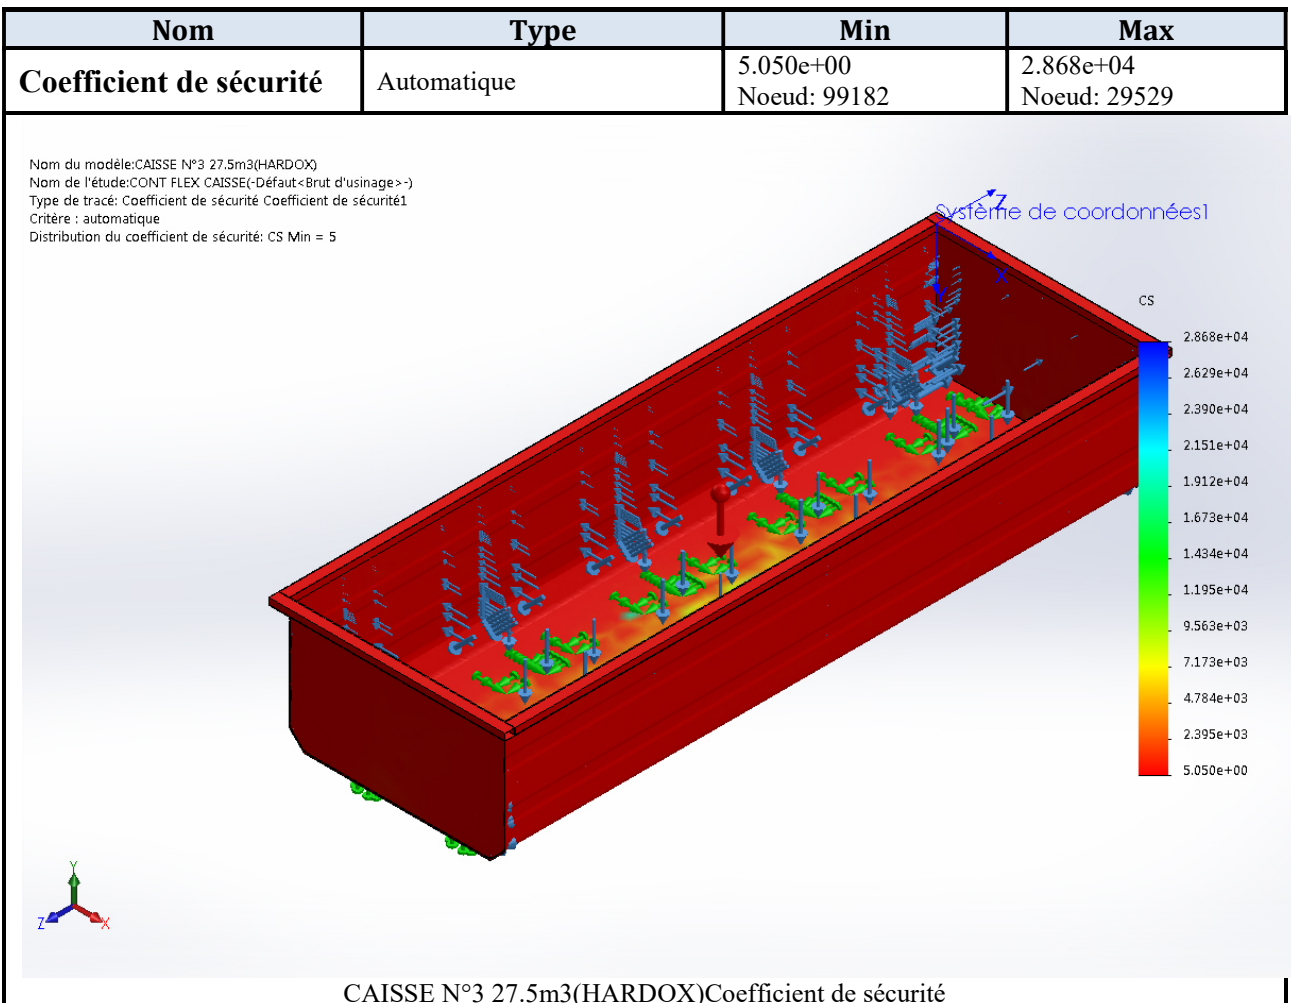 Nom Type Min Max
Coefficient de sécurité Automatique 5.050e+00 2.868e+04
Noeud: 99182 Noeud: 29529
Nom du modèle:CAISSE N°3 27.5m3(HARDOX)
Nom de l'étude:CONT FLEX CAISSE(-Défaut<Brut d'usinage>-)
Type de tracé: Coefficient de sécurité Coefficient de sécurité1
Critère : automatique
Distribution du coefficient de sécurité: CS Min = 5
Z
Système de coordonnées1
X
Y
CS
2.868e+04
2.629e+04
2.390e+04
2.151e+04
1.912e+04
1.673e+04
1.434e+04
1.195e+04
9.563e+03
7.173e+03
4.784e+03
2.395e+03
5.050e+00
Y
Z X
CAISSE N°3 27.5m3(HARDOX)Coefficient de sécurité